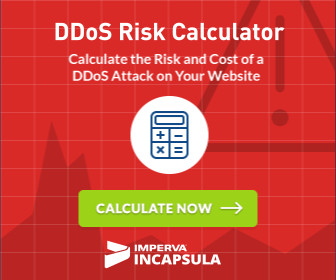 DDoS Risk Calculator
Calculate the Risk and Cost of a
DDoS Attack on Your Website
CALCULATE NOW
IMPERVA
INCAPSULA